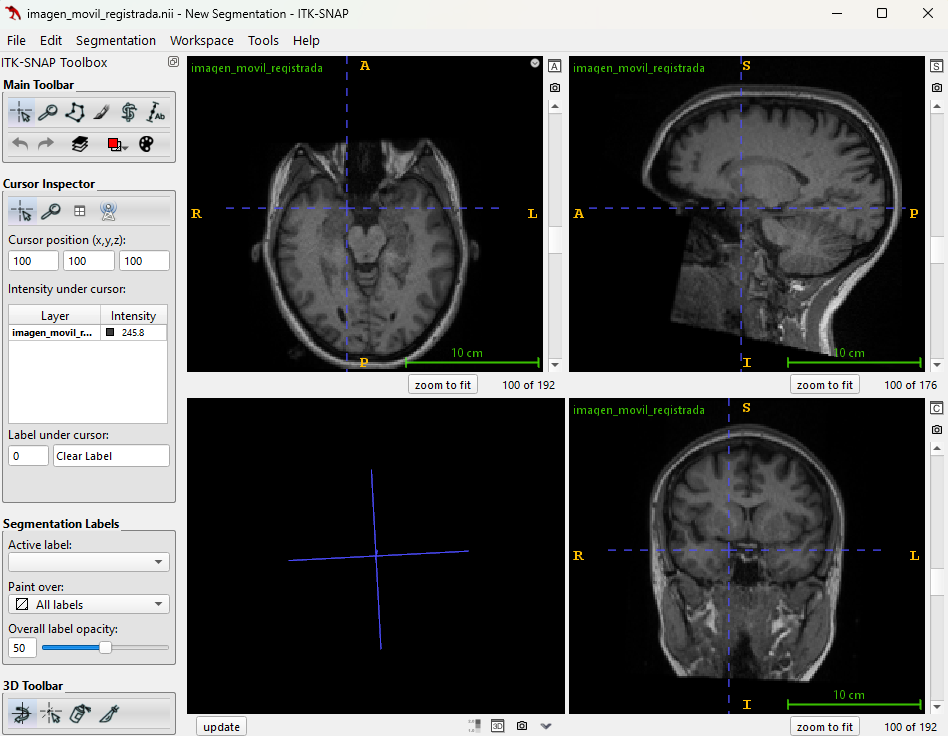 imagen_movil_registrada.nii - New Segmentation - ITK-SNAP
File Edit Segmentation Workspace Tools Help
ITK-SNAP Toolbox
Main Toolbar
Ab
Cursor Inspector
Cursor position (x,y,z):
100 100 100
Intensity under cursor:
Layer Intensity
imagen_movil_r... 245.8
Label under cursor:
0 Clear Label
Segmentation Labels
Active label:
Paint over:
All labels
Overall label opacity:
50
3D Toolbar
imagen_movil_registrada
A
R
L
P
10 cm
A
zoom to fit 100 of 192
imagen_movil_registrada
S
A
P
I
10 cm
S
zoom to fit 100 of 176
update
3D
imagen_movil_registrada
S
R
L
I
10 cm
C
zoom to fit 100 of 192